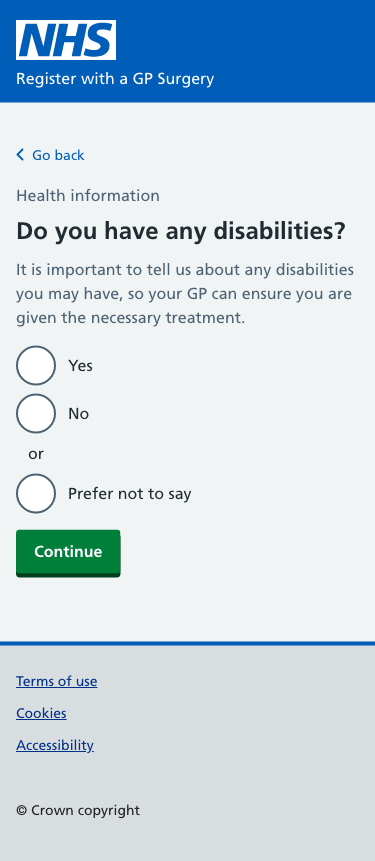 NHS
Register with a GP Surgery
Go back
Health information
Do you have any disabilities?
It is important to tell us about any disabilities
you may have, so your GP can ensure you are
given the necessary treatment.
Yes
No
or
Prefer not to say
Continue
Terms of use
Cookies
Accessibility
© Crown copyright